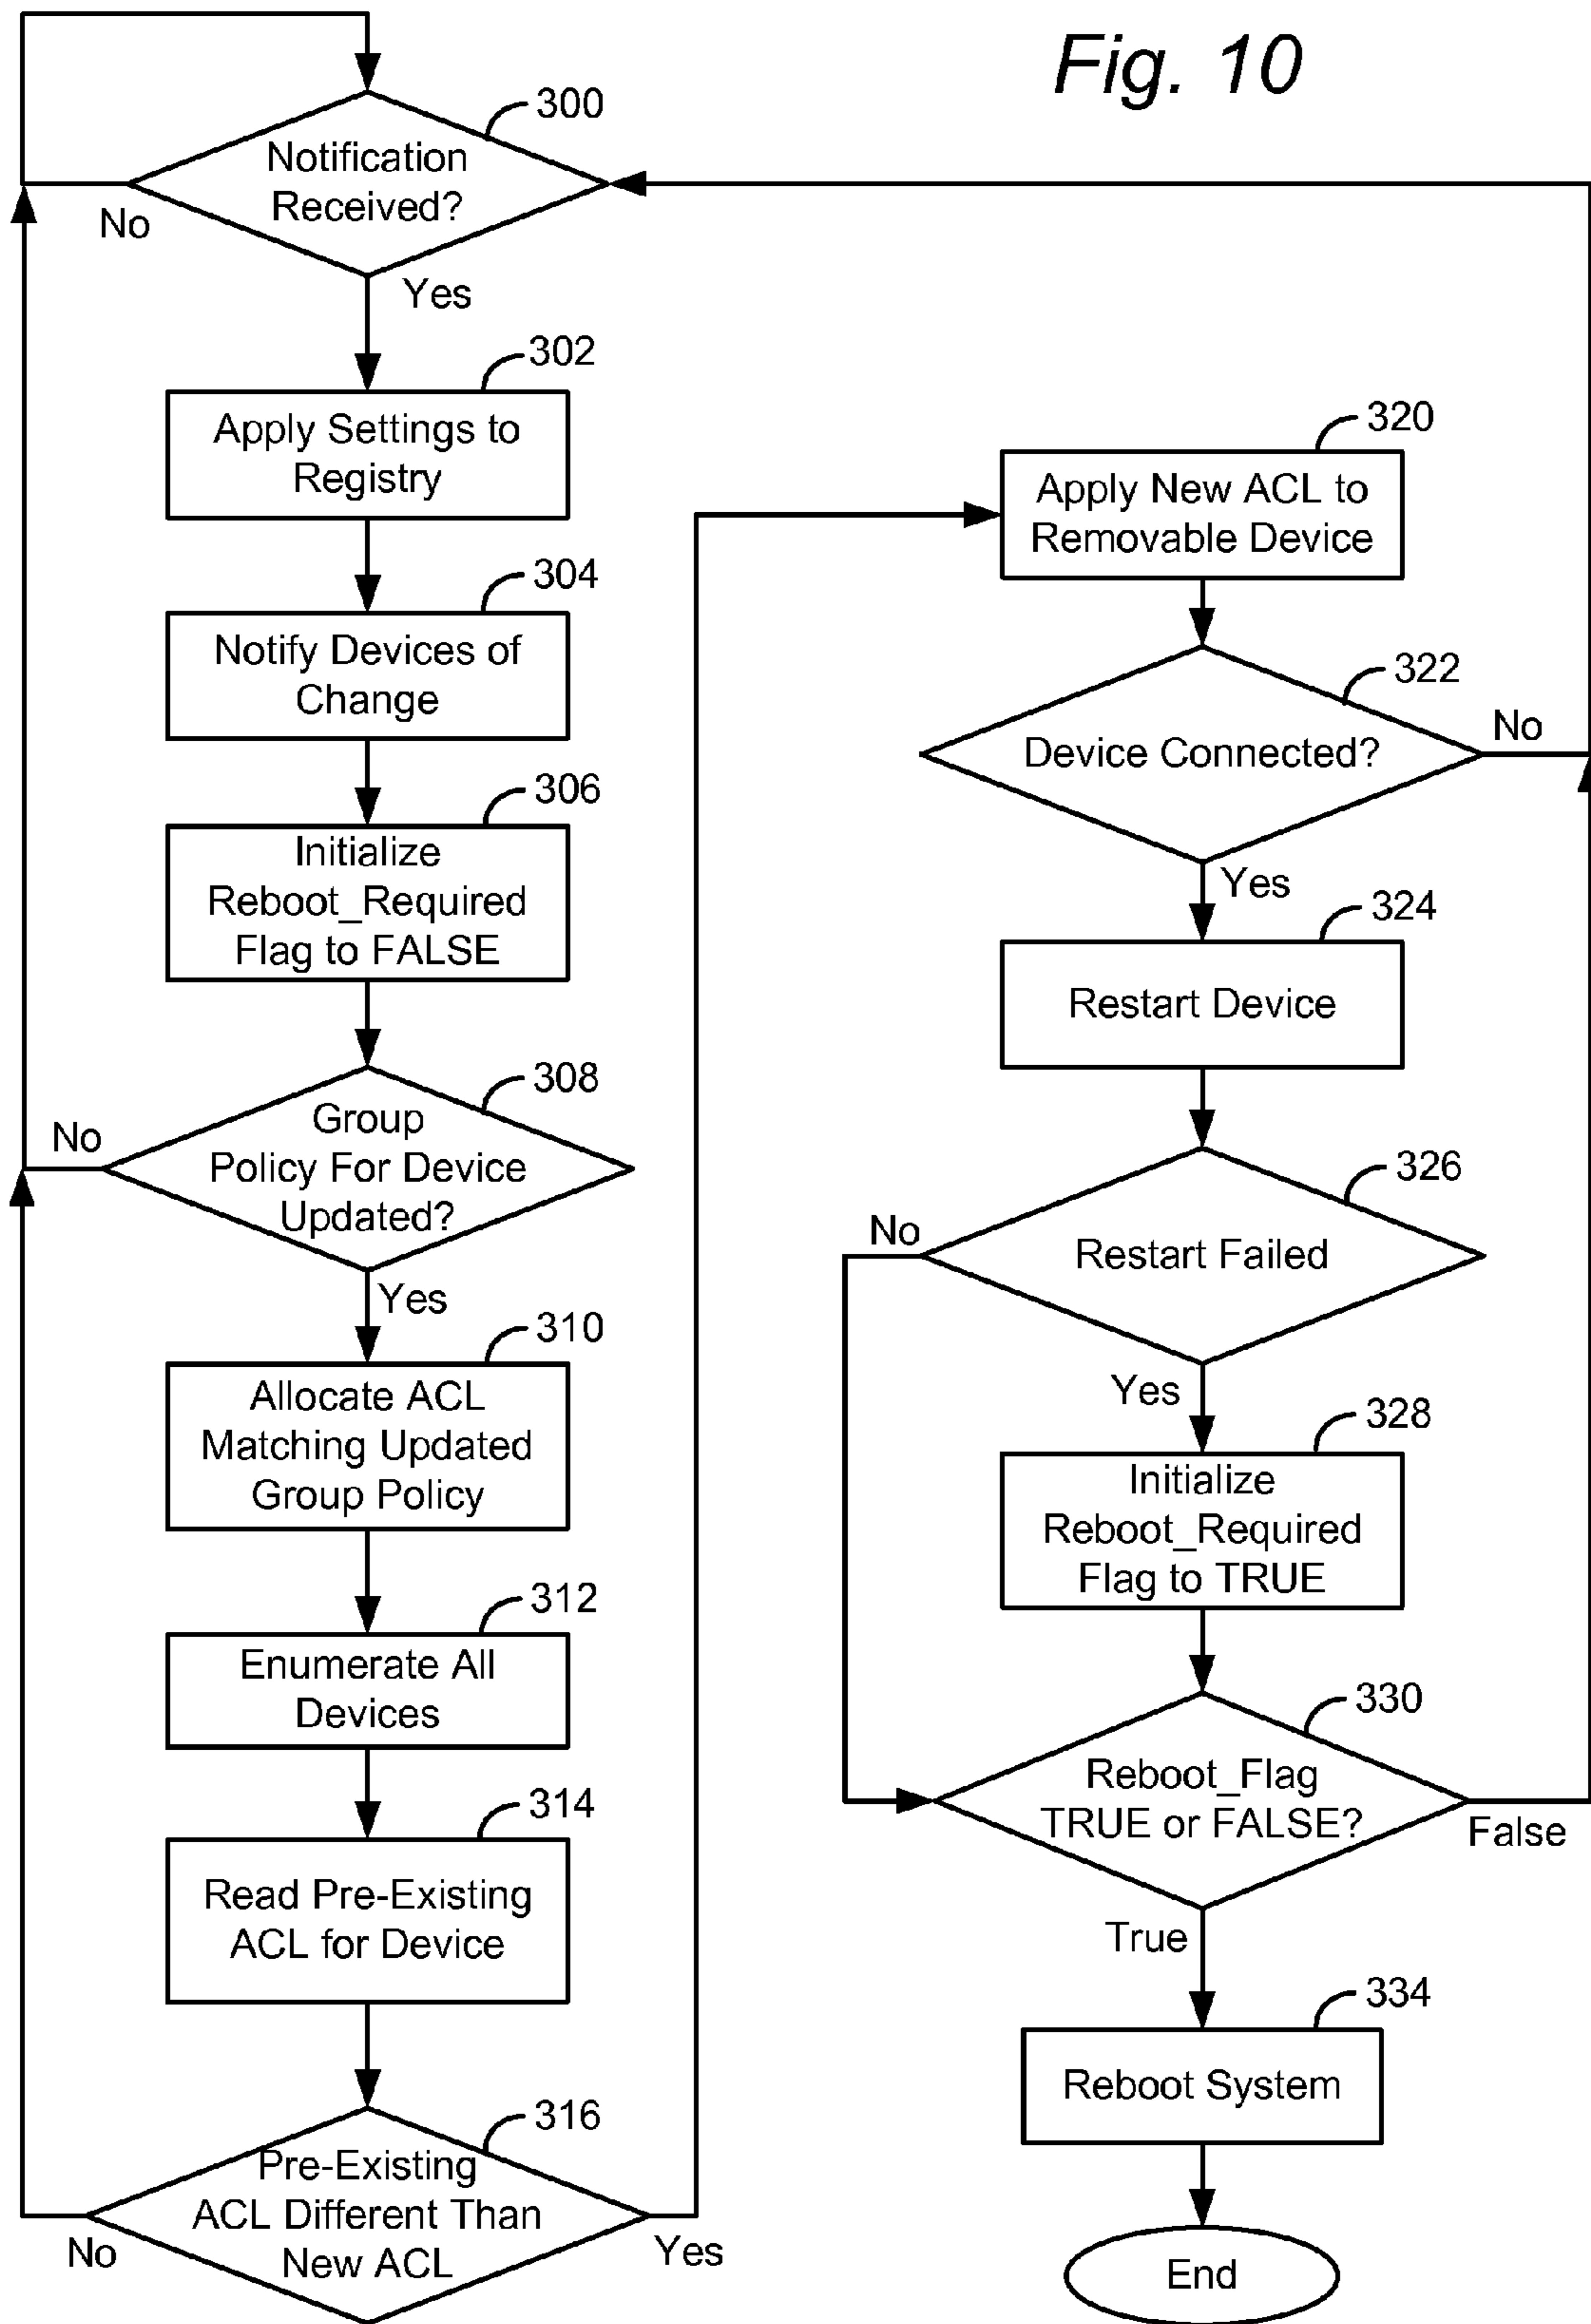 Fig. 10
300
Notification
Received?
No
Yes
302
Apply Settings to
Registry
304
Notify Devices of
Change
306
Initialize
Reboot_Required
Flag to FALSE
308
Group
Policy For Device
Updated?
No
Yes
310
Allocate ACL
Matching Updated
Group Policy
312
Enumerate All
Devices
314
Read Pre-Existing
ACL for Device
316
Pre-Existing
ACL Different Than
New ACL
No
Yes
320
Apply New ACL to
Removable Device
322
Device Connected?
No
Yes
324
Restart Device
326
Restart Failed
No
Yes
328
Initialize
Reboot_Required
Flag to TRUE
330
Reboot_Flag
TRUE or FALSE?
False
True
334
Reboot System
End